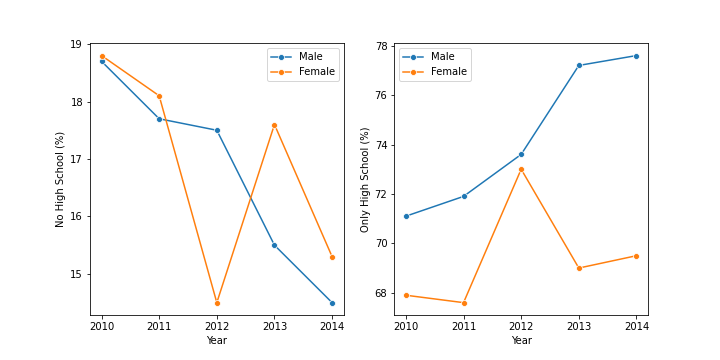 19
18
17
16
15
2010 2011 2012 2013 2014
Year
No High School (%)
Male
Female
78
76
74
72
70
68
2010 2011 2012 2013 2014
Year
Only High School (%)
Male
Female